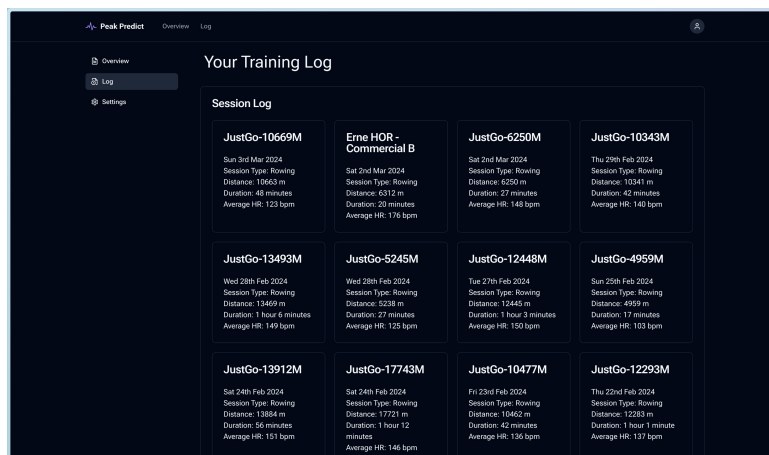 Peak Predict
Overview
Log
Overview
Log
Settings
Your Training Log
Session Log
JustGo-10669M
Sun 3rd Mar 2024
Session Type: Rowing
Distance: 10663 m
Duration: 48 minutes
Average HR: 123 bpm
Erne HOR -
Commercial B
Sat 2nd Mar 2024
Session Type: Rowing
Distance: 6312 m
Duration: 20 minutes
Average HR: 176 bpm
JustGo-6250M
Sat 2nd Mar 2024
Session Type: Rowing
Distance: 6250 m
Duration: 27 minutes
Average HR: 148 bpm
JustGo-10343M
Thu 29th Feb 2024
Session Type: Rowing
Distance: 10341 m
Duration: 42 minutes
Average HR: 140 bpm
JustGo-13493M
Wed 28th Feb 2024
Session Type: Rowing
Distance: 13469 m
Duration: 1 hour 6 minutes
Average HR: 149 bpm
JustGo-5245M
Wed 28th Feb 2024
Session Type: Rowing
Distance: 5238 m
Duration: 27 minutes
Average HR: 125 bpm
JustGo-12448M
Tue 27th Feb 2024
Session Type: Rowing
Distance: 12445 m
Duration: 1 hour 3 minutes
Average HR: 150 bpm
JustGo-4959M
Sun 25th Feb 2024
Session Type: Rowing
Distance: 4959 m
Duration: 17 minutes
Average HR: 103 bpm
JustGo-13912M
Sat 24th Feb 2024
Session Type: Rowing
Distance: 13884 m
Duration: 56 minutes
Average HR: 151 bpm
JustGo-17743M
Sat 24th Feb 2024
Session Type: Rowing
Distance: 17721 m
Duration: 1 hour 12
minutes
Average HR: 146 bpm
JustGo-10477M
Fri 23rd Feb 2024
Session Type: Rowing
Distance: 10462 m
Duration: 42 minutes
Average HR: 136 bpm
JustGo-12293M
Thu 22nd Feb 2024
Session Type: Rowing
Distance: 12283 m
Duration: 1 hour 1 minute
Average HR: 137 bpm